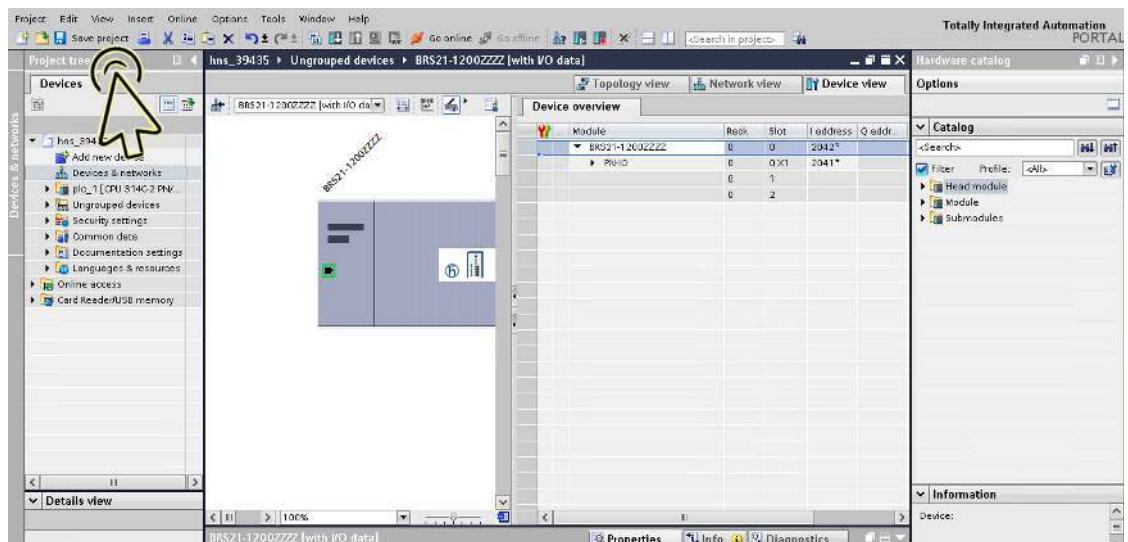 Project Edit View Insert Online Options Tools Window Help
Totally Integrated Automation
PORTAL
Save project
Go online
Go offline
<Search in project>
Project tree
hns_39435 ▸ Ungrouped devices ▸ BRS21-1200ZZZZ [with I/O data]
Hardware catalog
Devices
Topology view
Network view
Device view
Options
BRS21-1200ZZZZ [with I/O da
Device overview
Devices & networks
Catalog
Module Rack Slot I address Q addr...
<Search>
BRS21-1200ZZZZ 0 0 2042*
PN-IO 0 0 X1 2041*
0 1
0 2
Filter Profile: <All>
Head module
Module
Submodules
BRS21-1200ZZZZ
Add new
Devices & networks
plc_1 [CPU 314C-2 PN/...
Ungrouped devices
Security settings
Common data
Documentation settings
Languages & resources
Online access
Card Reader/USB memory
Details view
Information
Device:
100%
BRS21-1200ZZZZ [with I/O data]
Properties
Info
Diagnostics